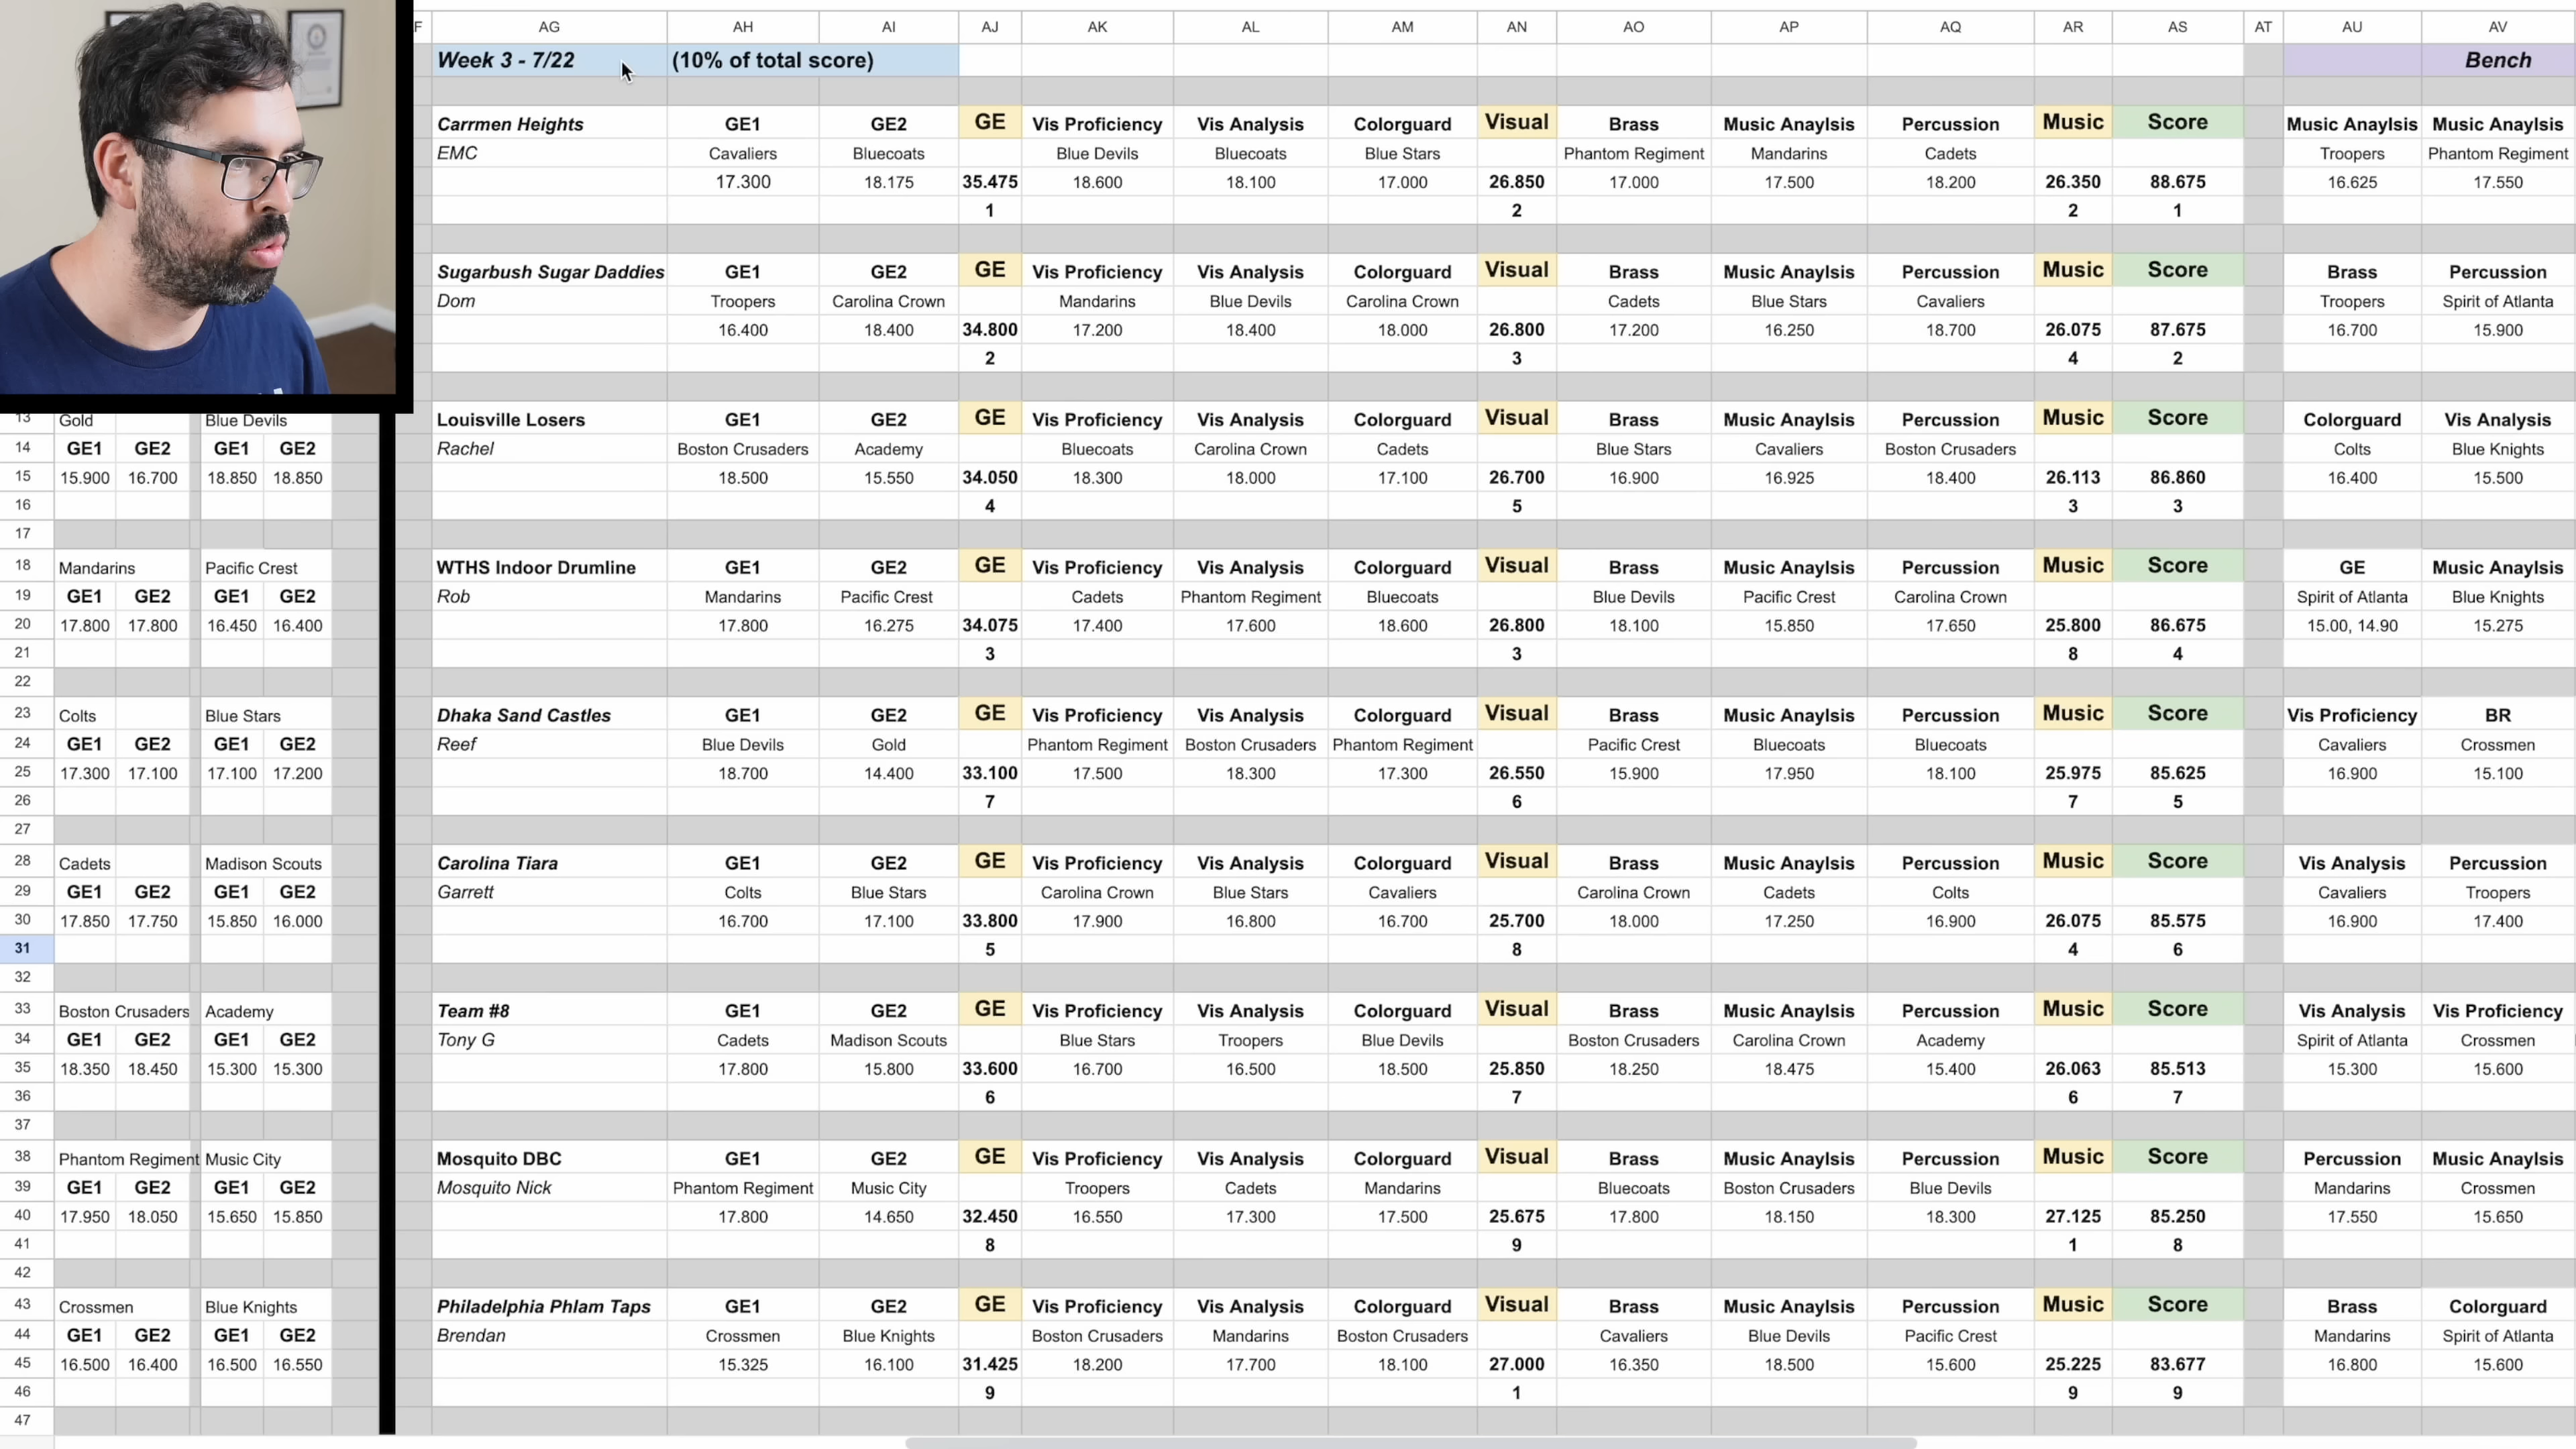 F AG AH AI AJ AK AL AM AN AO AP AQ AR AS AT AU AV
Week 3 - 7/22 (10% of total score) Bench
Carrmen Heights GE1 GE2 GE Vis Proficiency Vis Analysis Colorguard Visual Brass Music Anaylsis Percussion Music Score Music Anaylsis Music Anaylsis
EMC Cavaliers Bluecoats Blue Devils Bluecoats Blue Stars Phantom Regiment Mandarins Cadets Troopers Phantom Regiment
17.300 18.175 35.475 18.600 18.100 17.000 26.850 17.000 17.500 18.200 26.350 88.675 16.625 17.550
1 2 2 1
Sugarbush Sugar Daddies GE1 GE2 GE Vis Proficiency Vis Analysis Colorguard Visual Brass Music Anaylsis Percussion Music Score Brass Percussion
Dom Troopers Carolina Crown Mandarins Blue Devils Carolina Crown Cadets Blue Stars Cavaliers Troopers Spirit of Atlanta
16.400 18.400 34.800 17.200 18.400 18.000 26.800 17.200 16.250 18.700 26.075 87.675 16.700 15.900
2 3 4 2
13 Gold Blue Devils Louisville Losers GE1 GE2 GE Vis Proficiency Vis Analysis Colorguard Visual Brass Music Anaylsis Percussion Music Score Colorguard Vis Analysis
14 GE1 GE2 GE1 GE2 Rachel Boston Crusaders Academy Bluecoats Carolina Crown Cadets Blue Stars Cavaliers Boston Crusaders Colts Blue Knights
15 15.900 16.700 18.850 18.850 18.500 15.550 34.050 18.300 18.000 17.100 26.700 16.900 16.925 18.400 26.113 86.860 16.400 15.500
16 4 5 3 3
17
18 Mandarins Pacific Crest WTHS Indoor Drumline GE1 GE2 GE Vis Proficiency Vis Analysis Colorguard Visual Brass Music Anaylsis Percussion Music Score GE Music Anaylsis
19 GE1 GE2 GE1 GE2 Rob Mandarins Pacific Crest Cadets Phantom Regiment Bluecoats Blue Devils Pacific Crest Carolina Crown Spirit of Atlanta Blue Knights
20 17.800 17.800 16.450 16.400 17.800 16.275 34.075 17.400 17.600 18.600 26.800 18.100 15.850 17.650 25.800 86.675 15.00, 14.90 15.275
21 3 3 8 4
22
23 Colts Blue Stars Dhaka Sand Castles GE1 GE2 GE Vis Proficiency Vis Analysis Colorguard Visual Brass Music Anaylsis Percussion Music Score Vis Proficiency BR
24 GE1 GE2 GE1 GE2 Reef Blue Devils Gold Phantom Regiment Boston Crusaders Phantom Regiment Pacific Crest Bluecoats Bluecoats Cavaliers Crossmen
25 17.300 17.100 17.100 17.200 18.700 14.400 33.100 17.500 18.300 17.300 26.550 15.900 17.950 18.100 25.975 85.625 16.900 15.100
26 7 6 7 5
27
28 Cadets Madison Scouts Carolina Tiara GE1 GE2 GE Vis Proficiency Vis Analysis Colorguard Visual Brass Music Anaylsis Percussion Music Score Vis Analysis Percussion
29 GE1 GE2 GE1 GE2 Garrett Colts Blue Stars Carolina Crown Blue Stars Cavaliers Carolina Crown Cadets Colts Cavaliers Troopers
30 17.850 17.750 15.850 16.000 16.700 17.100 33.800 17.900 16.800 16.700 25.700 18.000 17.250 16.900 26.075 85.575 16.900 17.400
31 5 8 4 6
32
33 Boston Crusaders Academy Team #8 GE1 GE2 GE Vis Proficiency Vis Analysis Colorguard Visual Brass Music Anaylsis Percussion Music Score Vis Analysis Vis Proficiency
34 GE1 GE2 GE1 GE2 Tony G Cadets Madison Scouts Blue Stars Troopers Blue Devils Boston Crusaders Carolina Crown Academy Spirit of Atlanta Crossmen
35 18.350 18.450 15.300 15.300 17.800 15.800 33.600 16.700 16.500 18.500 25.850 18.250 18.475 15.400 26.063 85.513 15.300 15.600
36 6 7 6 7
37
38 Phantom Regiment Music City Mosquito DBC GE1 GE2 GE Vis Proficiency Vis Analysis Colorguard Visual Brass Music Anaylsis Percussion Music Score Percussion Music Anaylsis
39 GE1 GE2 GE1 GE2 Mosquito Nick Phantom Regiment Music City Troopers Cadets Mandarins Bluecoats Boston Crusaders Blue Devils Mandarins Crossmen
40 17.950 18.050 15.650 15.850 17.800 14.650 32.450 16.550 17.300 17.500 25.675 17.800 18.150 18.300 27.125 85.250 17.550 15.650
41 8 9 1 8
42
43 Crossmen Blue Knights Philadelphia Phlam Taps GE1 GE2 GE Vis Proficiency Vis Analysis Colorguard Visual Brass Music Anaylsis Percussion Music Score Brass Colorguard
44 GE1 GE2 GE1 GE2 Brendan Crossmen Blue Knights Boston Crusaders Mandarins Boston Crusaders Cavaliers Blue Devils Pacific Crest Mandarins Spirit of Atlanta
45 16.500 16.400 16.500 16.550 15.325 16.100 31.425 18.200 17.700 18.100 27.000 16.350 18.500 15.600 25.225 83.677 16.800 15.600
46 9 1 9 9
47